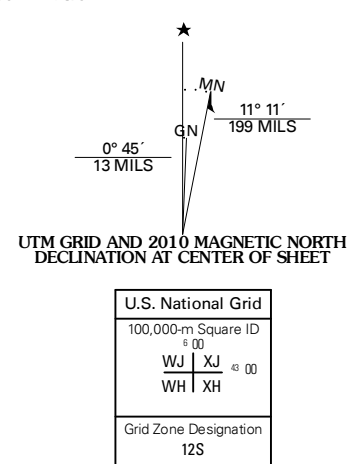 MN
GN
11° 11´
199 MILS
0° 45´
13 MILS
UTM GRID AND 2010 MAGNETIC NORTH
DECLINATION AT CENTER OF SHEET
U.S. National Grid
100,000-m Square ID
6 00
WJ XJ 43 00
WH XH
Grid Zone Designation
12S